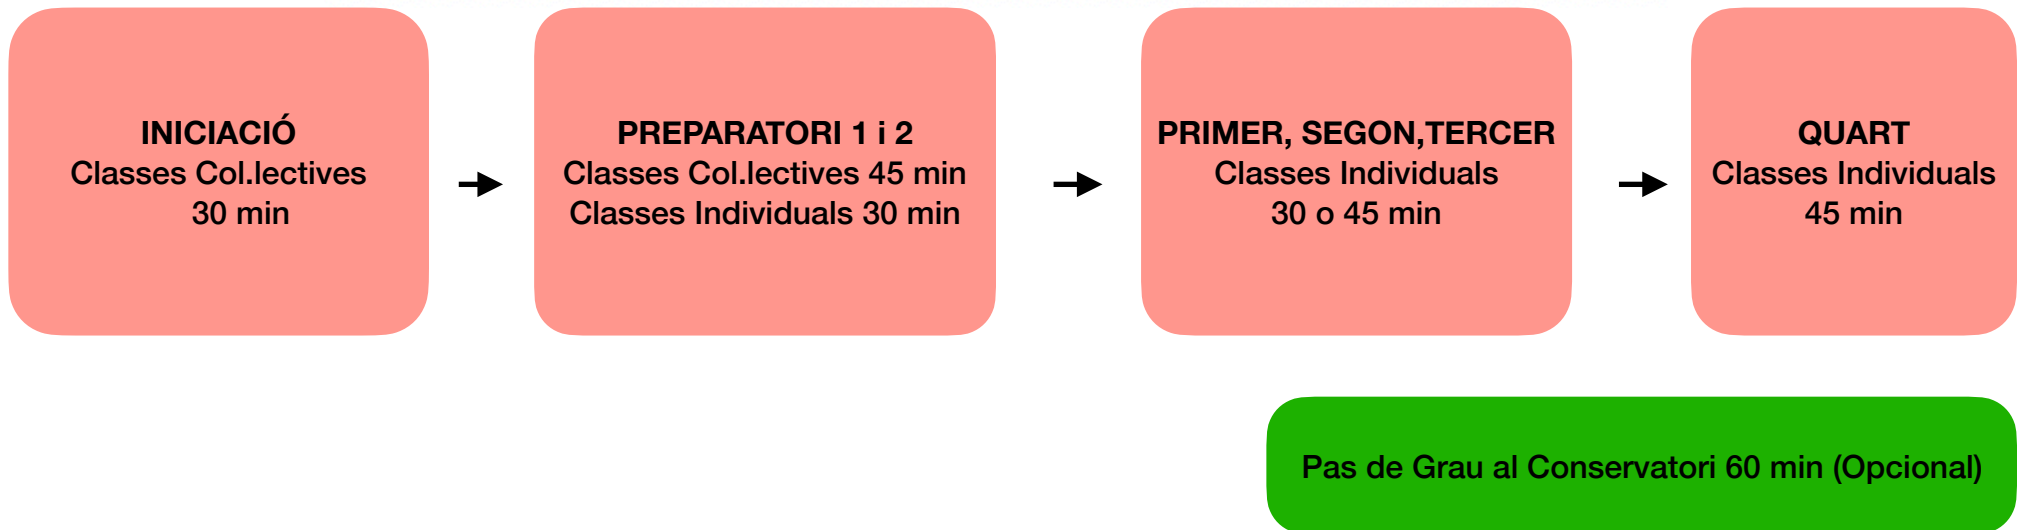 INICIACIÓ
Classes Col.lectives
30 min
PREPARATORI 1 i 2
Classes Col.lectives 45 min
Classes Individuals 30 min
PRIMER, SEGON,TERCER
Classes Individuals
30 o 45 min
QUART
Classes Individuals
45 min
Pas de Grau al Conservatori 60 min (Opcional)